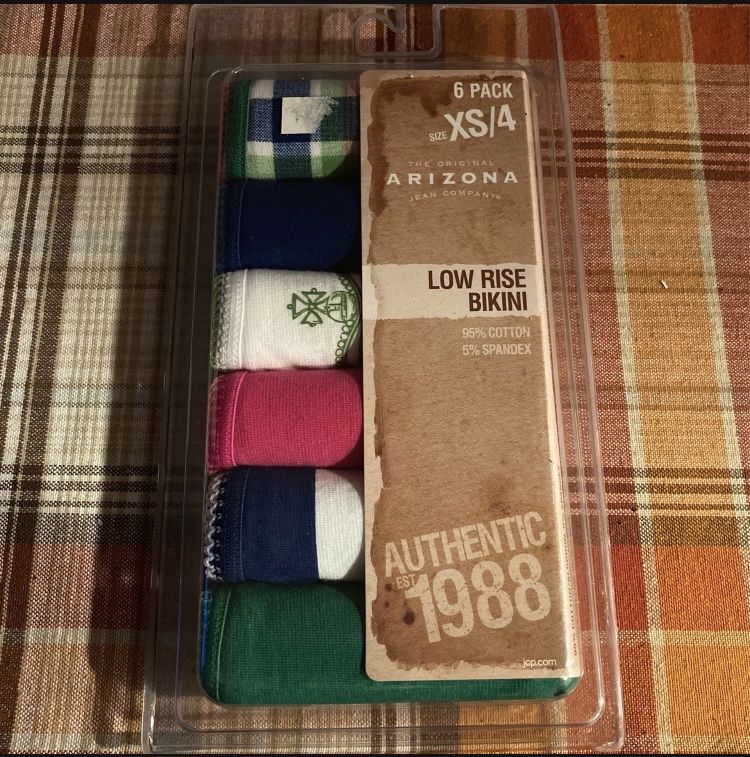 6 PACK
SIZE XS/4
THE ORIGINAL
ARIZONA
JEAN COMPANY®
LOW RISE
BIKINI
95% COTTON
5% SPANDEX
AUTHENTIC
EST 1988
jcp.com